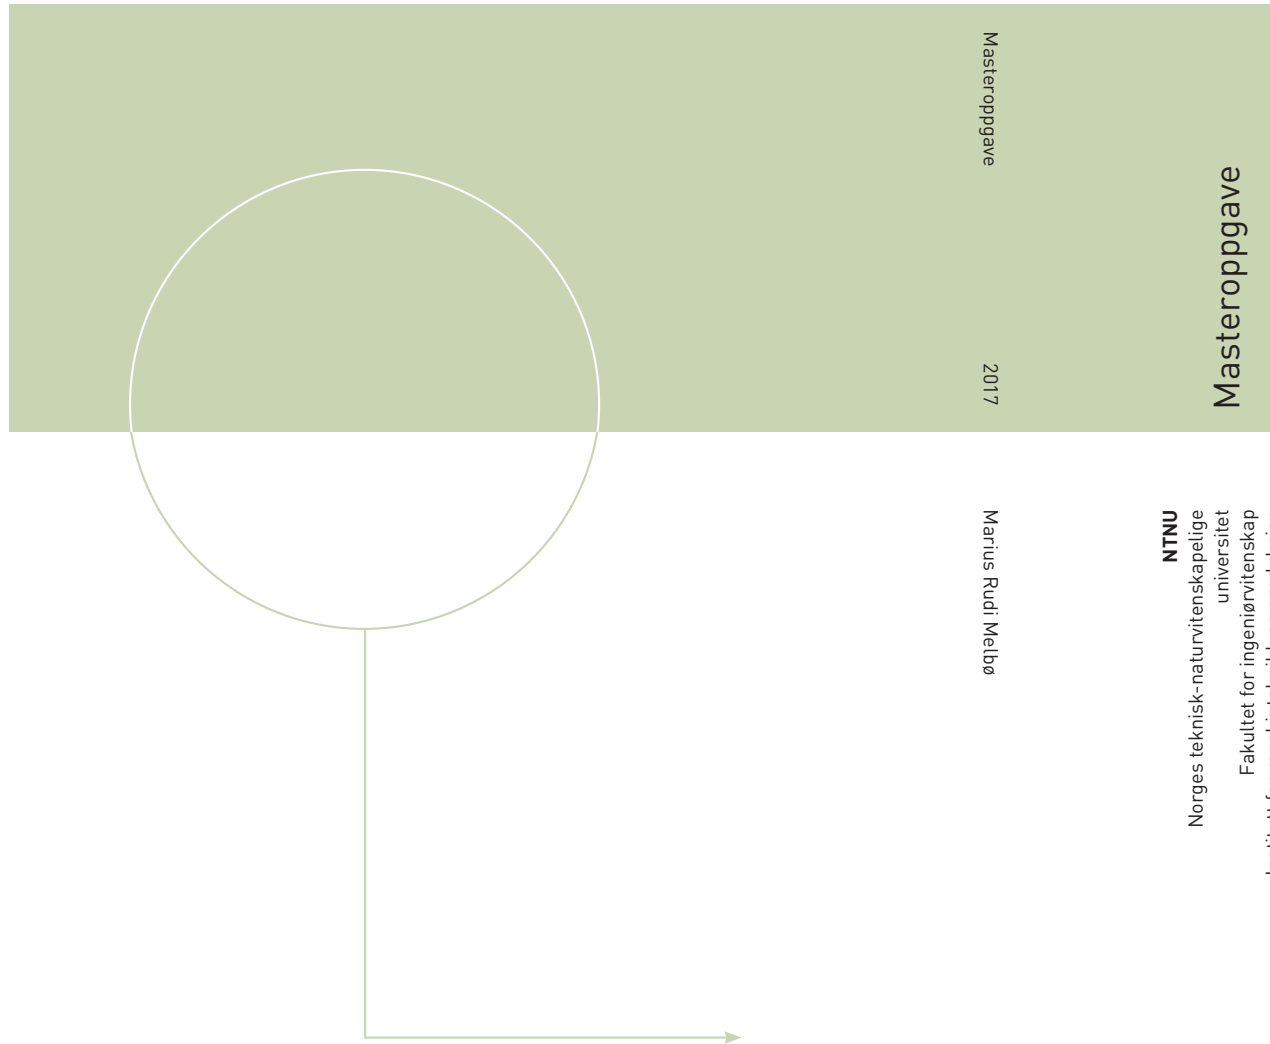 Masteroppgave
2017
Marius Rudi Melbø
Masteroppgave
NTNU
Norges teknisk-naturvitenskapelige
universitet
Fakultet for ingeniørvitenskap